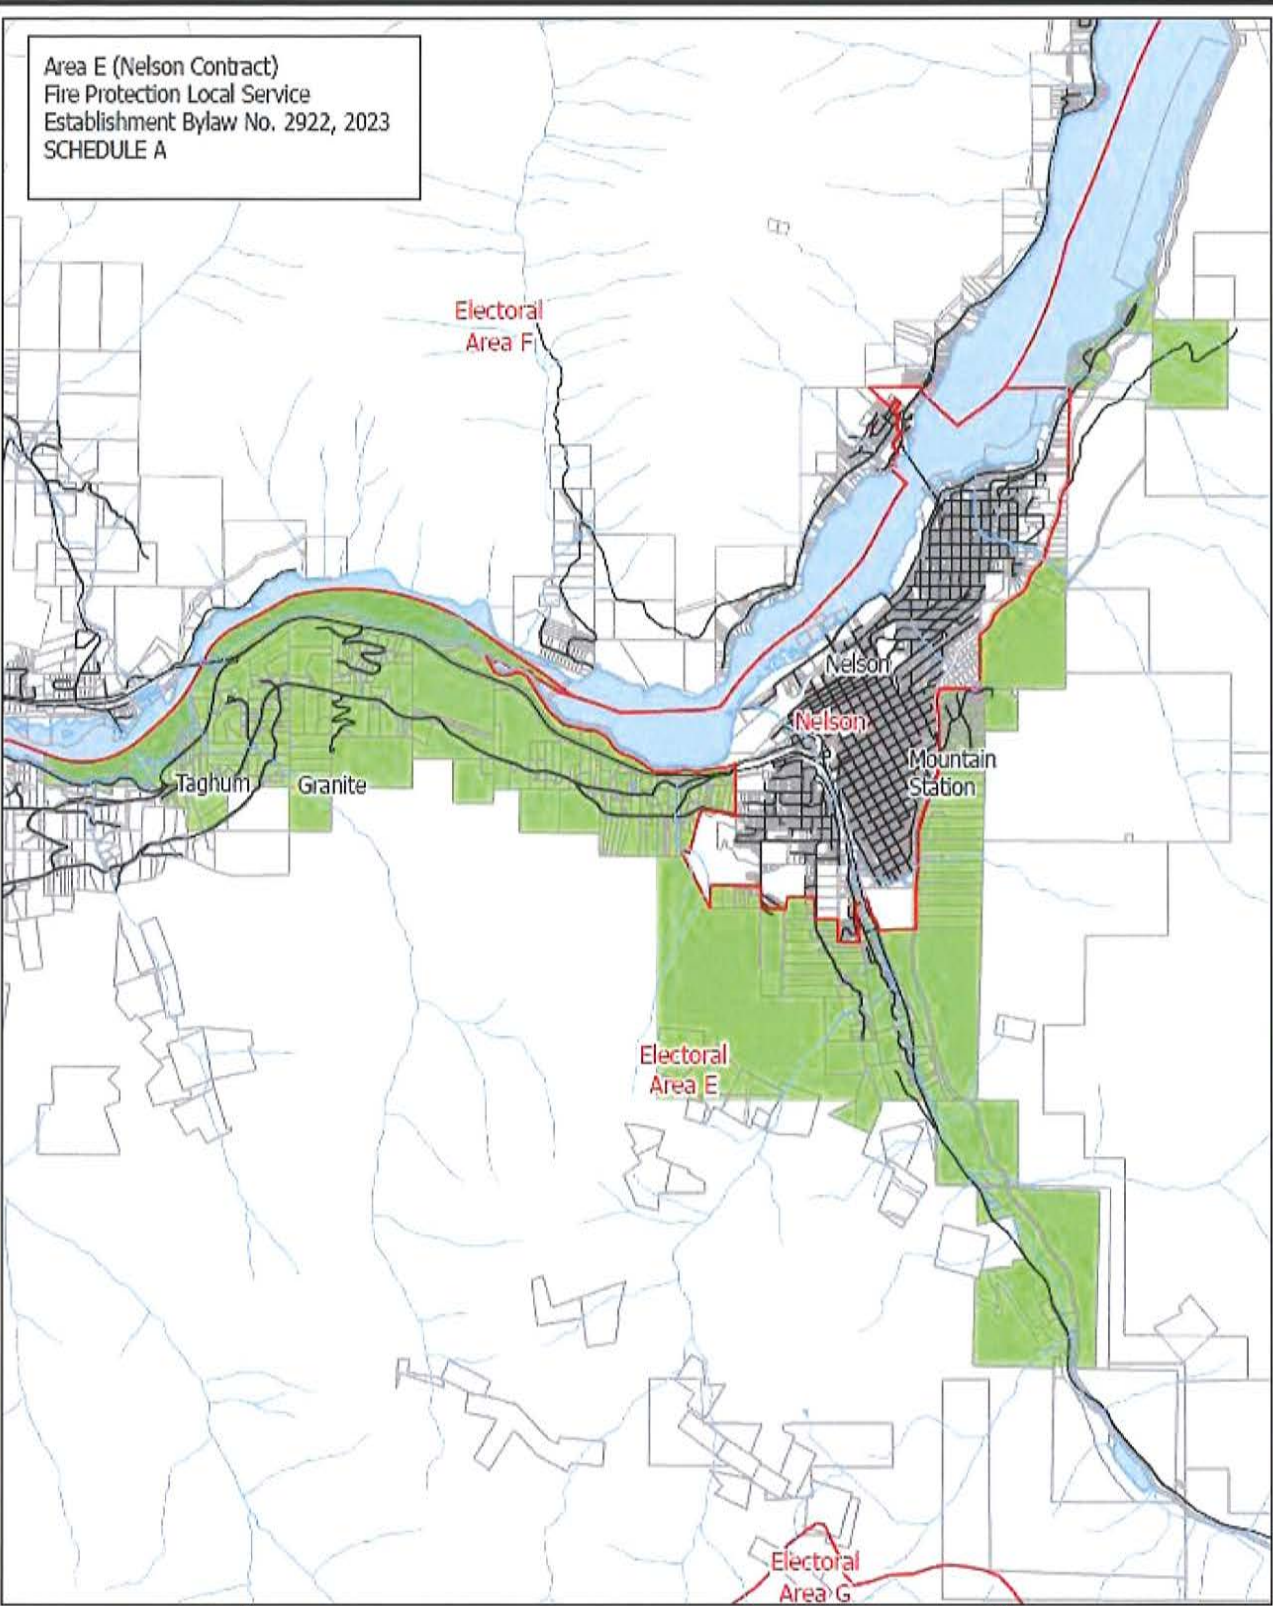 Area E (Nelson Contract)
Fire Protection Local Service
Establishment Bylaw No. 2922, 2023
SCHEDULE A
Electoral
Area F
Nelson
Nelson
Mountain
Station
Taghum
Granite
Electoral
Area E
Electoral
Area G